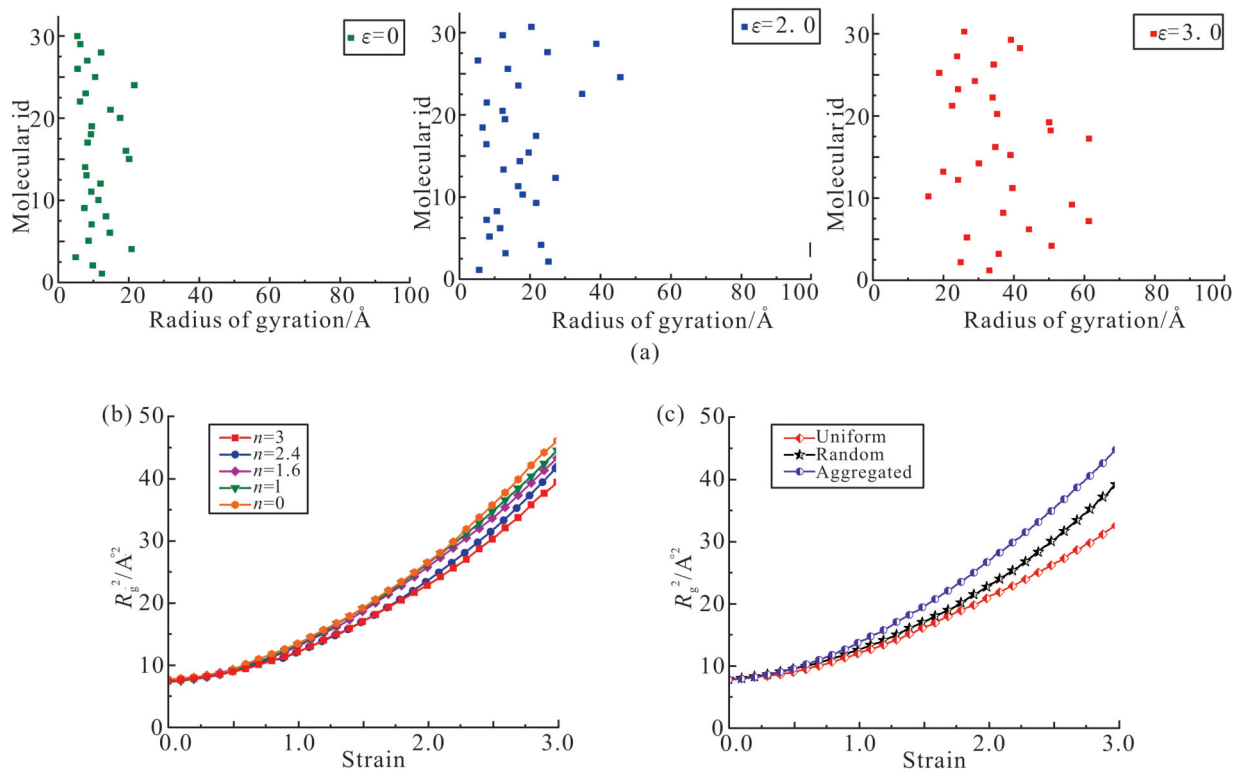 ε=0
Molecular id
30
20
10
0
0
20
40
60
80
100
Radius of gyration/Å
ε=2. 0
Molecular id
30
20
10
0
0
20
40
60
80
100
Radius of gyration/Å
ε=3. 0
Molecular id
30
20
10
0
0
20
40
60
80
100
Radius of gyration/Å
(a)
(b)
50
40
30
20
10
0
Rg²/A°²
n=3
n=2.4
n=1.6
n=1
n=0
0.0
1.0
2.0
3.0
Strain
(c)
50
40
30
20
10
0
Rg²/A°²
Uniform
Random
Aggregated
0.0
1.0
2.0
3.0
Strain